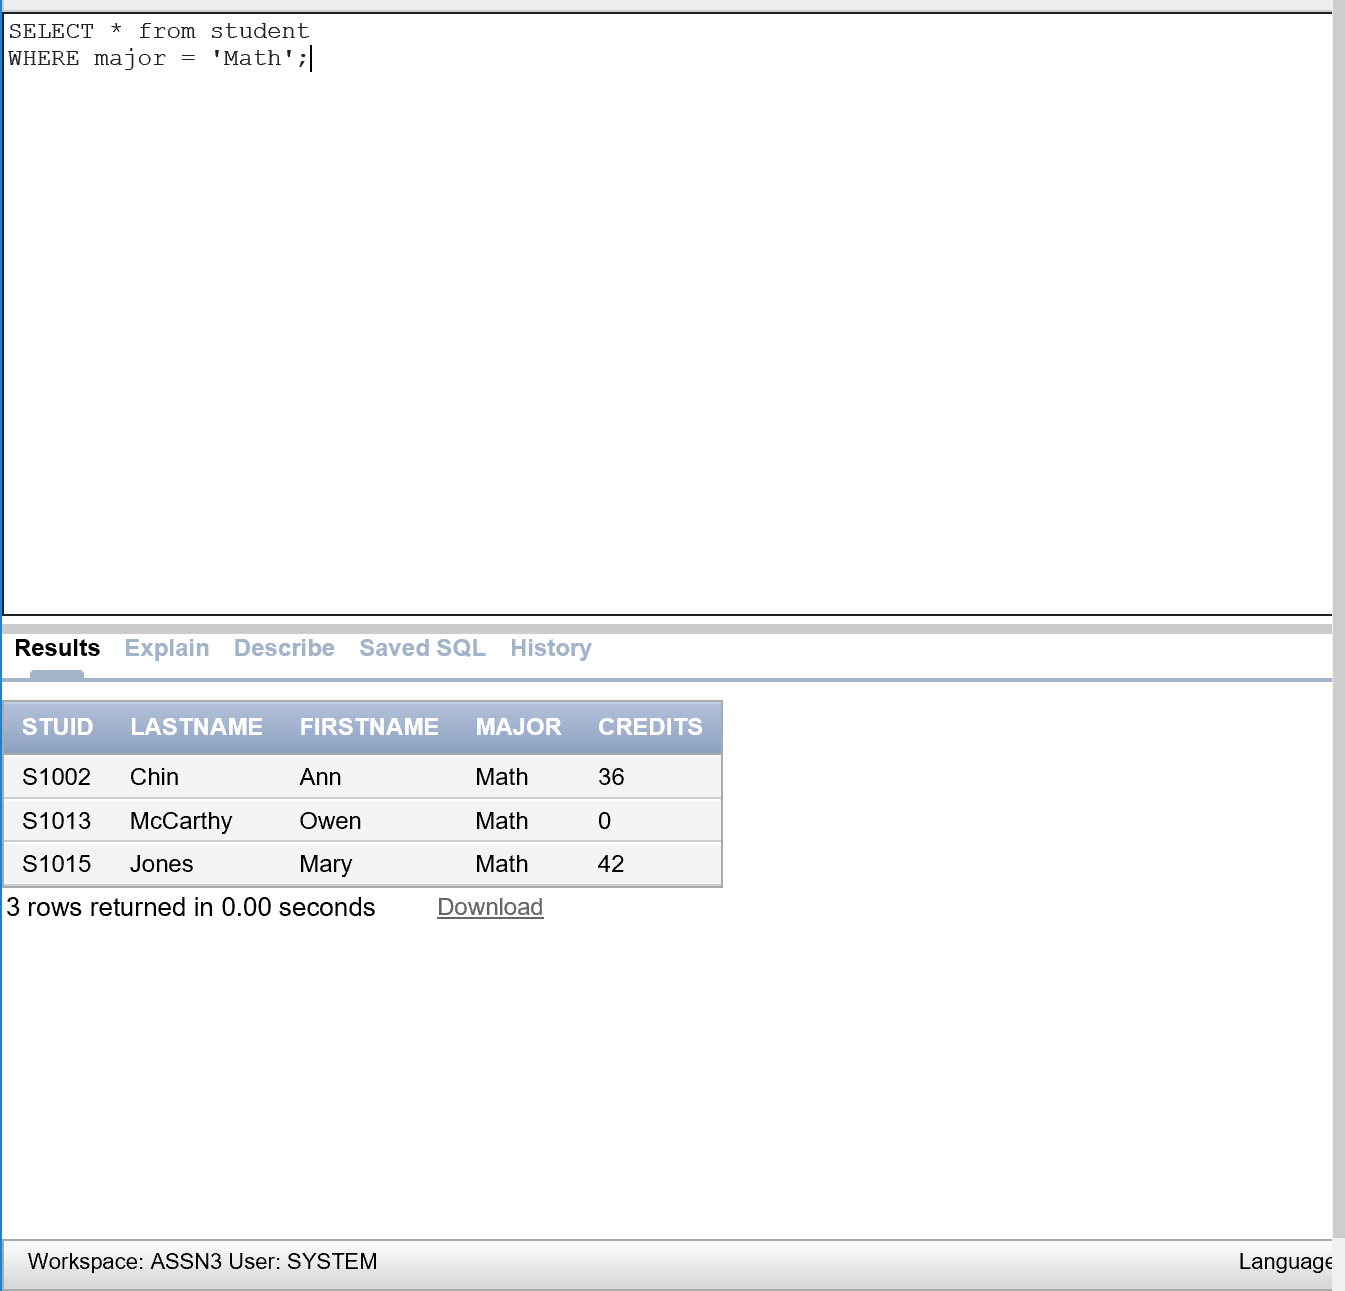 SELECT * from student
WHERE major = 'Math';
Results Explain Describe Saved SQL History
STUID LASTNAME FIRSTNAME MAJOR CREDITS
S1002 Chin Ann Math 36
S1013 McCarthy Owen Math 0
S1015 Jones Mary Math 42
3 rows returned in 0.00 seconds Download
Workspace: ASSN3 User: SYSTEM Language